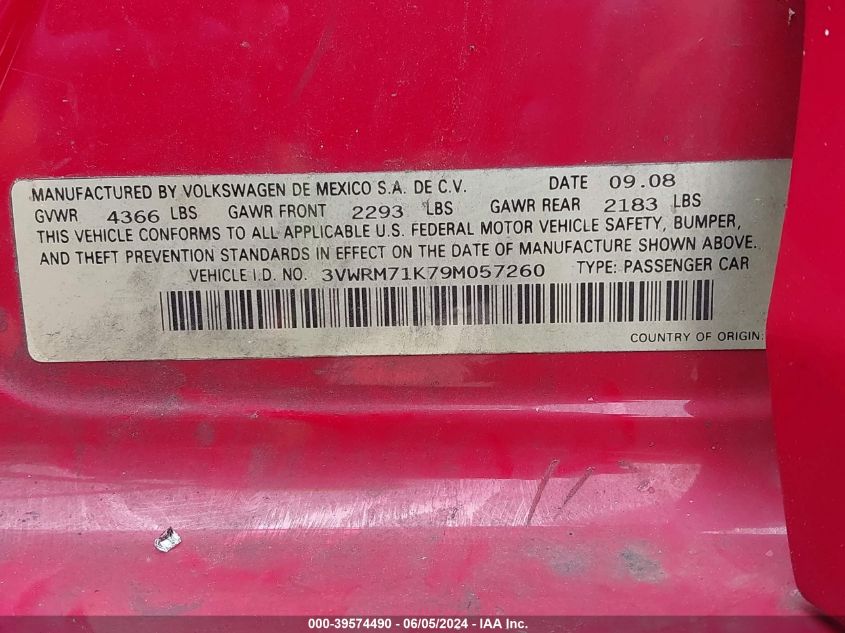 MANUFACTURED BY VOLKSWAGEN DE MEXICO S.A. DE C.V. DATE 09.08
GVWR 4366 LBS GAWR FRONT 2293 LBS GAWR REAR 2183 LBS
THIS VEHICLE CONFORMS TO ALL APPLICABLE U.S. FEDERAL MOTOR VEHICLE SAFETY, BUMPER,
AND THEFT PREVENTION STANDARDS IN EFFECT ON THE DATE OF MANUFACTURE SHOWN ABOVE.
VEHICLE I.D. NO. 3VWRM71K79M057260 TYPE: PASSENGER CAR
COUNTRY OF ORIGIN:
000-39574490 - 06/05/2024 - IAA Inc.